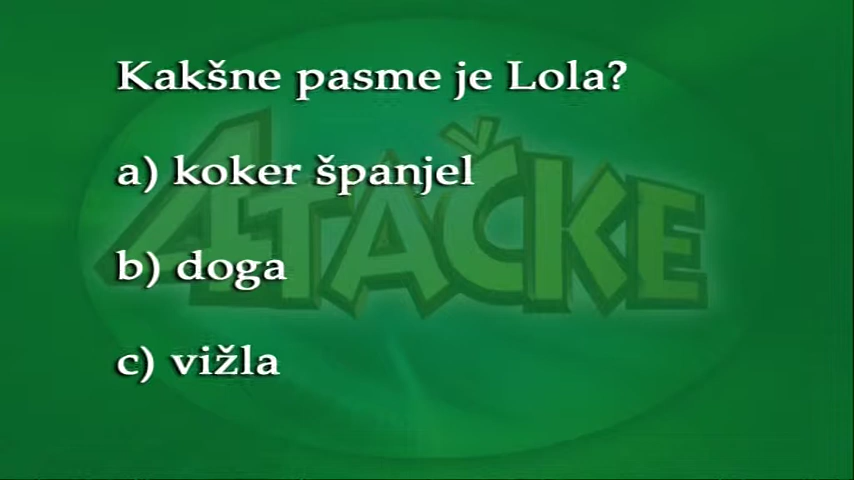 Kakšne pasme je Lola?
a) koker španjel
b) doga
c) vižla
4TAČKE